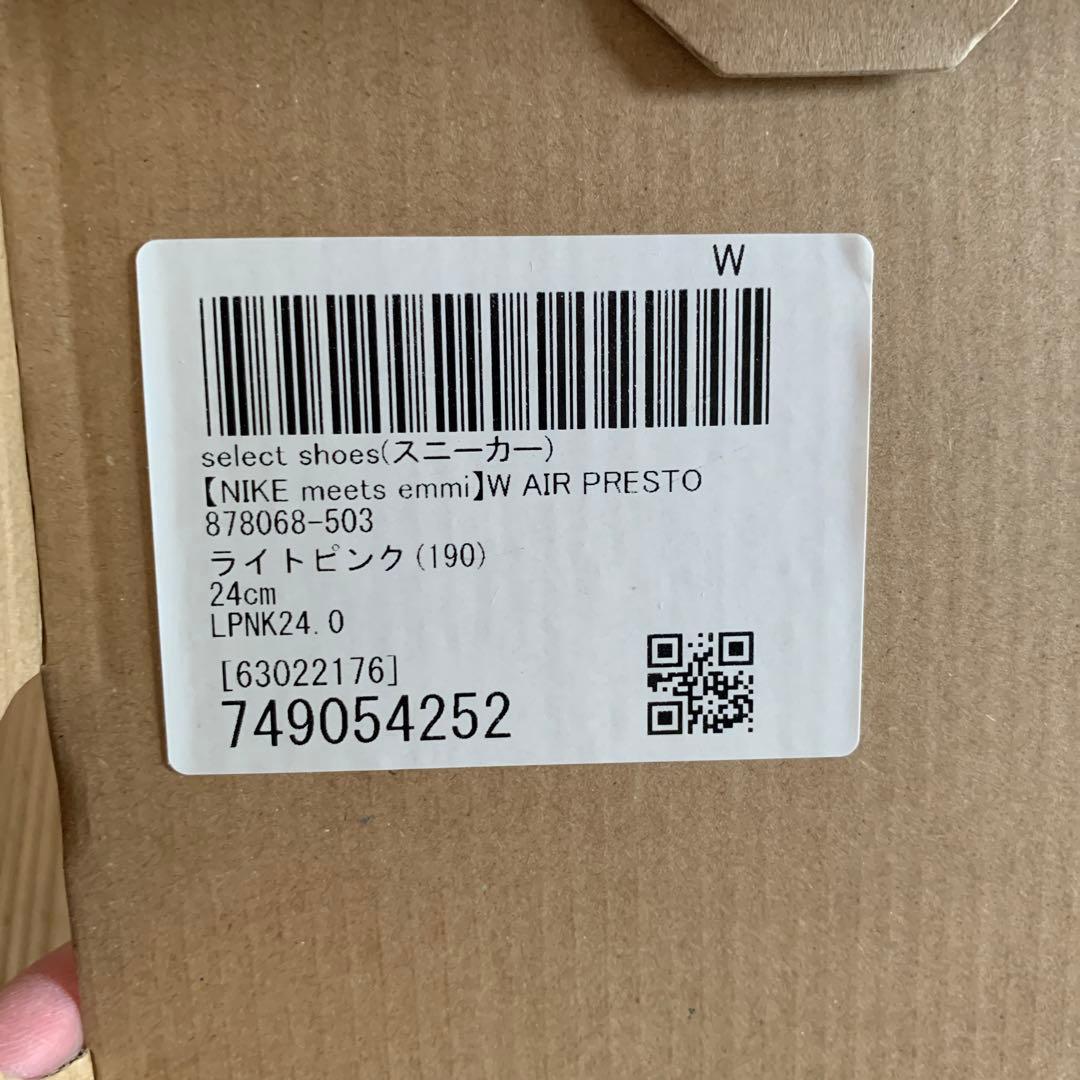 W
select shoes(スニーカー)
【NIKE meets emmi】W AIR PRESTO
878068-503
ライトピンク(190)
24cm
LPNK24.0
[63022176]
749054252